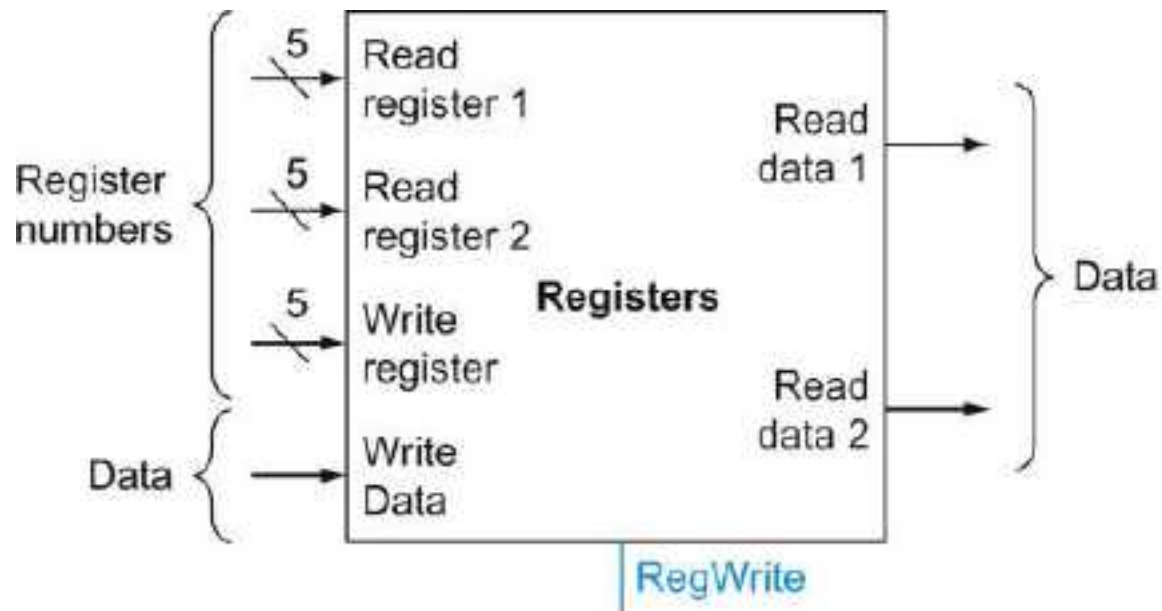 5
Read
register 1
5
Read
register 2
5
Write
register
Write
Data
Register
numbers
Data
Registers
Read
data 1
Read
data 2
Data
RegWrite